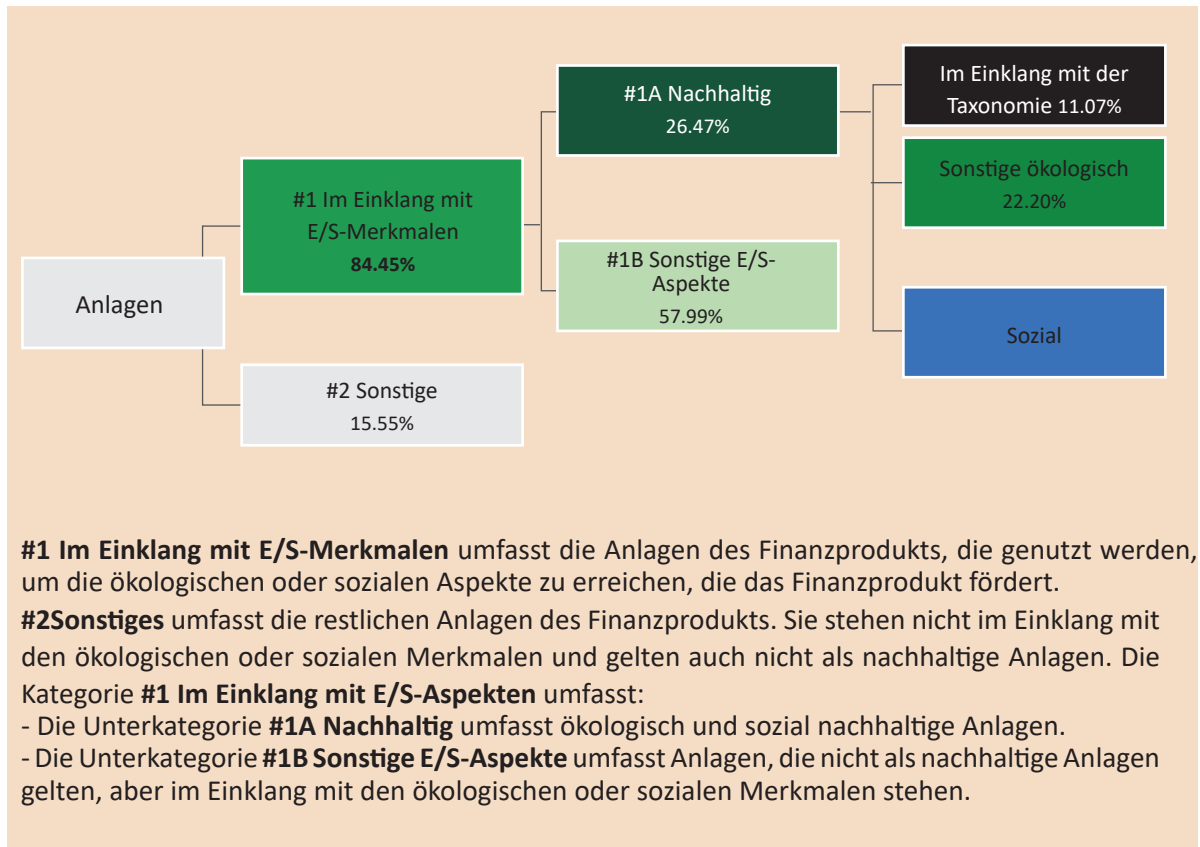 Anlagen
#1 Im Einklang mit
E/S-Merkmalen
84.45%
#2 Sonstige
15.55%
#1A Nachhaltig
26.47%
#1B Sonstige E/S-
Aspekte
57.99%
Im Einklang mit der
Taxonomie 11.07%
Sonstige ökologisch
22.20%
Sozial
#1 Im Einklang mit E/S-Merkmalen umfasst die Anlagen des Finanzprodukts, die genutzt werden,
um die ökologischen oder sozialen Aspekte zu erreichen, die das Finanzprodukt fördert.
#2Sonstiges umfasst die restlichen Anlagen des Finanzprodukts. Sie stehen nicht im Einklang mit
den ökologischen oder sozialen Merkmalen und gelten auch nicht als nachhaltige Anlagen. Die
Kategorie #1 Im Einklang mit E/S-Aspekten umfasst:
- Die Unterkategorie #1A Nachhaltig umfasst ökologisch und sozial nachhaltige Anlagen.
- Die Unterkategorie #1B Sonstige E/S-Aspekte umfasst Anlagen, die nicht als nachhaltige Anlagen
gelten, aber im Einklang mit den ökologischen oder sozialen Merkmalen stehen.